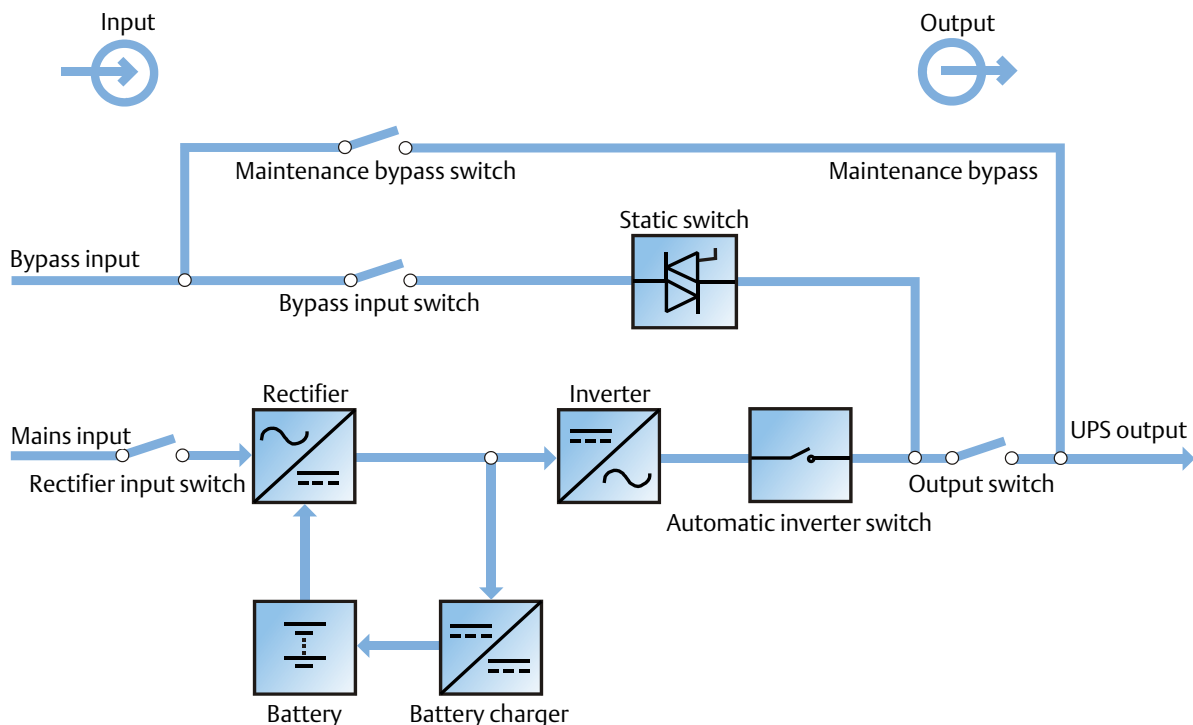 Input
Output
Maintenance bypass switch
Maintenance bypass
Static switch
Bypass input
Bypass input switch
Rectifier
Inverter
Mains input
UPS output
Rectifier input switch
Output switch
Automatic inverter switch
Battery
Battery charger